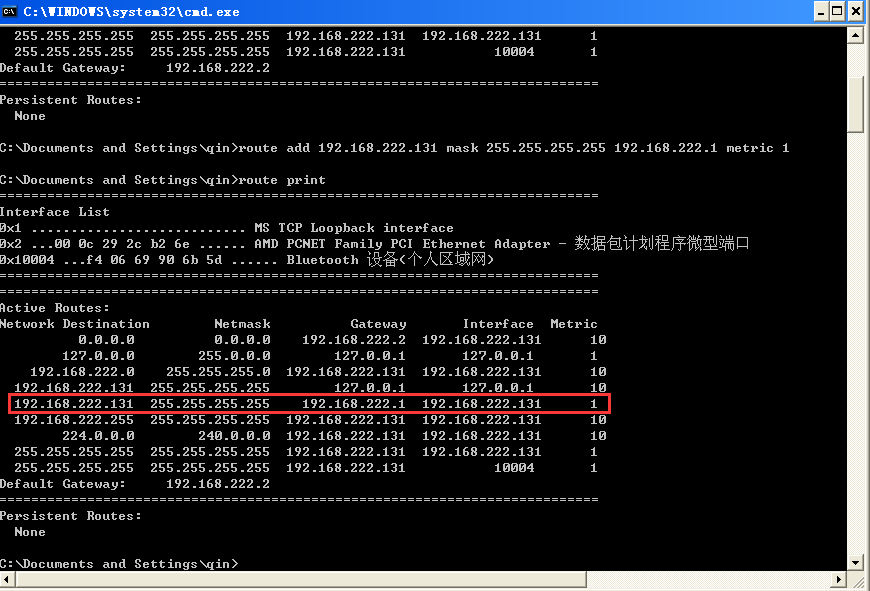 C:\WINDOWS\system32\cmd.exe
255.255.255.255 255.255.255.255 192.168.222.131 192.168.222.131 1
255.255.255.255 255.255.255.255 192.168.222.131 10004 1
Default Gateway: 192.168.222.2
===========================================================================
Persistent Routes:
None
C:\Documents and Settings\qin>route add 192.168.222.131 mask 255.255.255.255 192.168.222.1 metric 1
C:\Documents and Settings\qin>route print
===========================================================================
Interface List
0x1 ........................... MS TCP Loopback interface
0x2 ...00 0c 29 2c b2 6e ...... AMD PCNET Family PCI Ethernet Adapter - 数据包计划程序微型端口
0x10004 ...f4 06 69 90 6b 5d ...... Bluetooth 设备(个人区域网)
===========================================================================
===========================================================================
Active Routes:
Network Destination Netmask Gateway Interface Metric
0.0.0.0 0.0.0.0 192.168.222.2 192.168.222.131 10
127.0.0.0 255.0.0.0 127.0.0.1 127.0.0.1 1
192.168.222.0 255.255.255.0 192.168.222.131 192.168.222.131 10
192.168.222.131 255.255.255.255 127.0.0.1 127.0.0.1 10
192.168.222.131 255.255.255.255 192.168.222.1 192.168.222.131 1
192.168.222.255 255.255.255.255 192.168.222.131 192.168.222.131 10
224.0.0.0 240.0.0.0 192.168.222.131 192.168.222.131 10
255.255.255.255 255.255.255.255 192.168.222.131 192.168.222.131 1
255.255.255.255 255.255.255.255 192.168.222.131 10004 1
Default Gateway: 192.168.222.2
===========================================================================
Persistent Routes:
None
C:\Documents and Settings\qin>